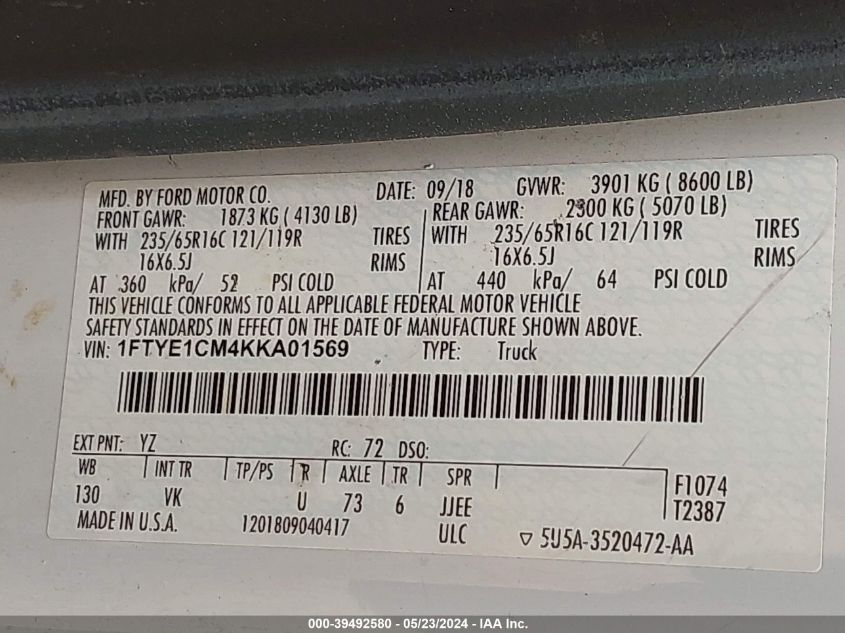 MFD. BY FORD MOTOR CO. DATE: 09/18 GVWR: 3901 KG ( 8600 LB)
FRONT GAWR: 1873 KG ( 4130 LB) REAR GAWR: 2300 KG ( 5070 LB)
WITH 235/65R16C 121/119R TIRES WITH 235/65R16C 121/119R TIRES
16X6.5J RIMS 16X6.5J RIMS
AT 360 kPa/ 52 PSI COLD AT 440 kPa/ 64 PSI COLD
THIS VEHICLE CONFORMS TO ALL APPLICABLE FEDERAL MOTOR VEHICLE
SAFETY STANDARDS IN EFFECT ON THE DATE OF MANUFACTURE SHOWN ABOVE.
VIN: 1FTYE1CM4KKA01569 TYPE: Truck
EXT PNT: YZ RC: 72 DSO:
WB INT TR TP/PS R AXLE TR SPR F1074
130 VK U 73 6 JJEE T2387
MADE IN U.S.A. 1201809040417 ULC ▽ 5U5A-3520472-AA
000-39492580 - 05/23/2024 - IAA Inc.